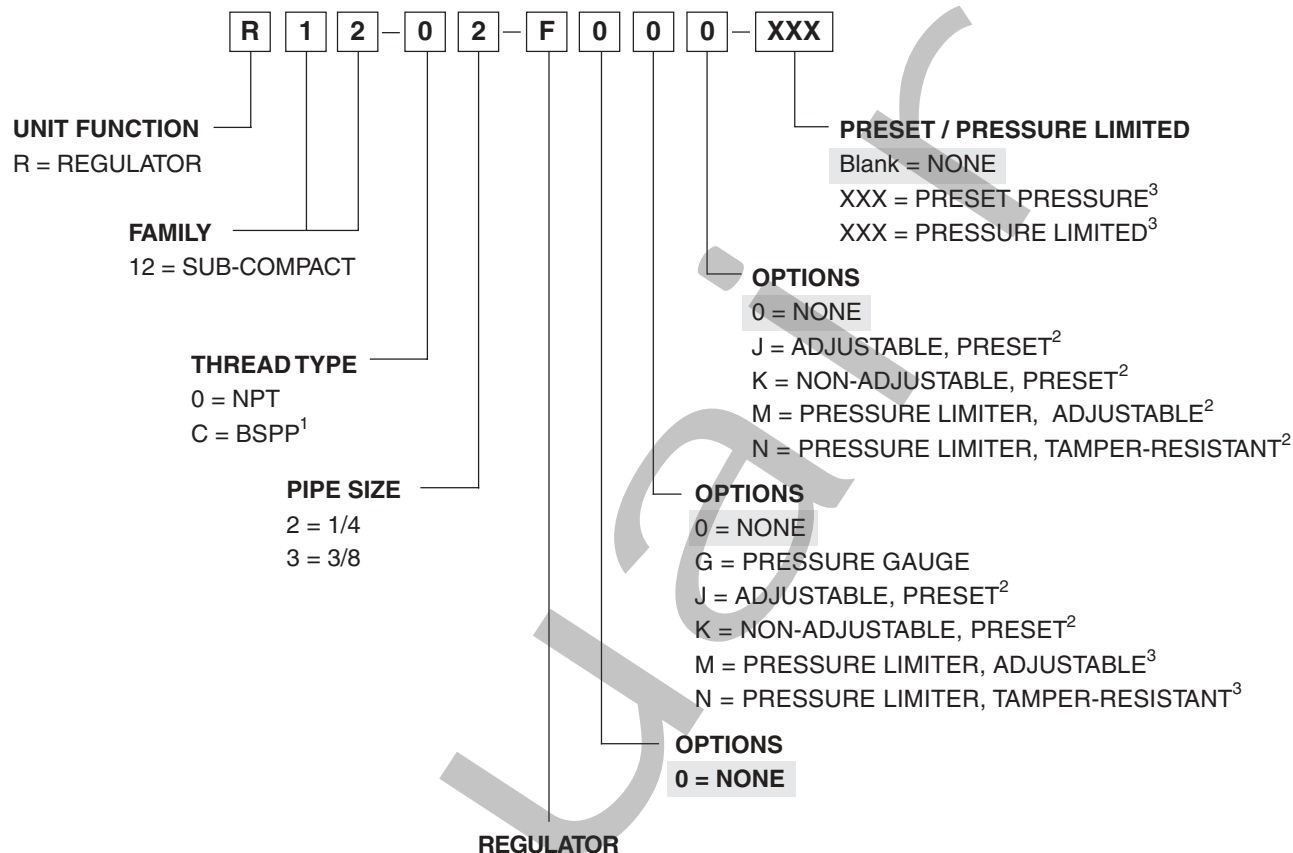 R 1 2 – 0 2 – F 0 0 0 – XXX
UNIT FUNCTION
R = REGULATOR
FAMILY
12 = SUB-COMPACT
THREAD TYPE
0 = NPT
C = BSPP¹
PIPE SIZE
2 = 1/4
3 = 3/8
PRESET / PRESSURE LIMITED
Blank = NONE
XXX = PRESET PRESSURE³
XXX = PRESSURE LIMITED³
OPTIONS
0 = NONE
J = ADJUSTABLE, PRESET²
K = NON-ADJUSTABLE, PRESET²
M = PRESSURE LIMITER, ADJUSTABLE²
N = PRESSURE LIMITER, TAMPER-RESISTANT²
OPTIONS
0 = NONE
G = PRESSURE GAUGE
J = ADJUSTABLE, PRESET²
K = NON-ADJUSTABLE, PRESET²
M = PRESSURE LIMITER, ADJUSTABLE³
N = PRESSURE LIMITER, TAMPER-RESISTANT³
OPTIONS
0 = NONE
REGULATOR
uair